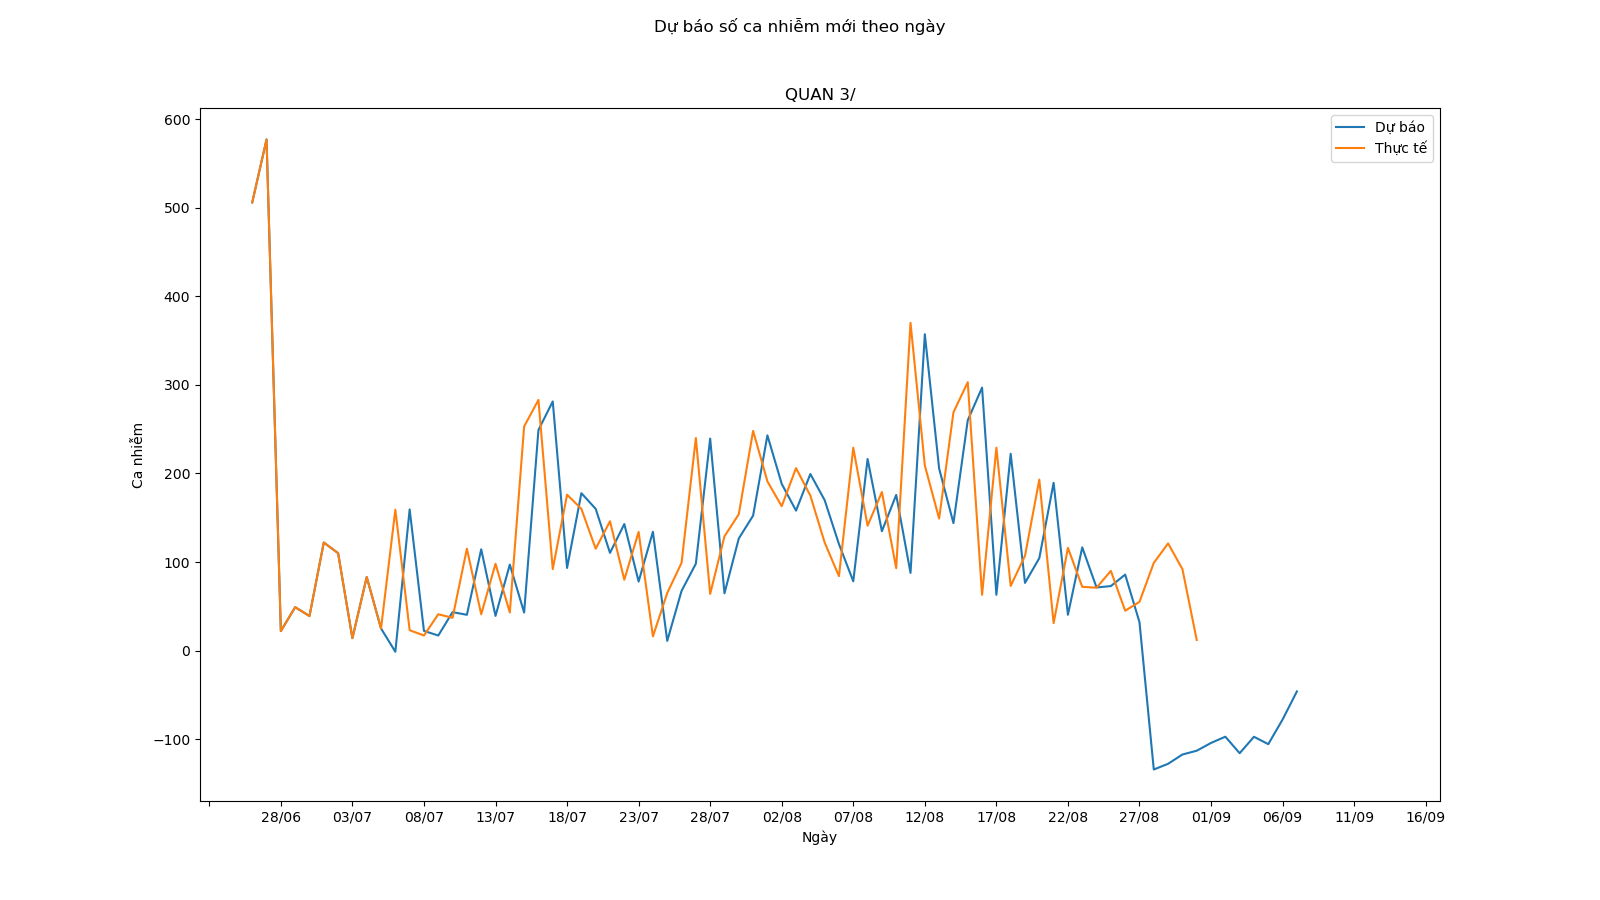 Dự báo số ca nhiễm mới theo ngày
QUAN 3/
Dự báo
Thực tế
600
500
400
300
200
100
0
−100
Ca nhiễm
28/06 03/07 08/07 13/07 18/07 23/07 28/07 02/08 07/08 12/08 17/08 22/08 27/08 01/09 06/09 11/09 16/09
Ngày